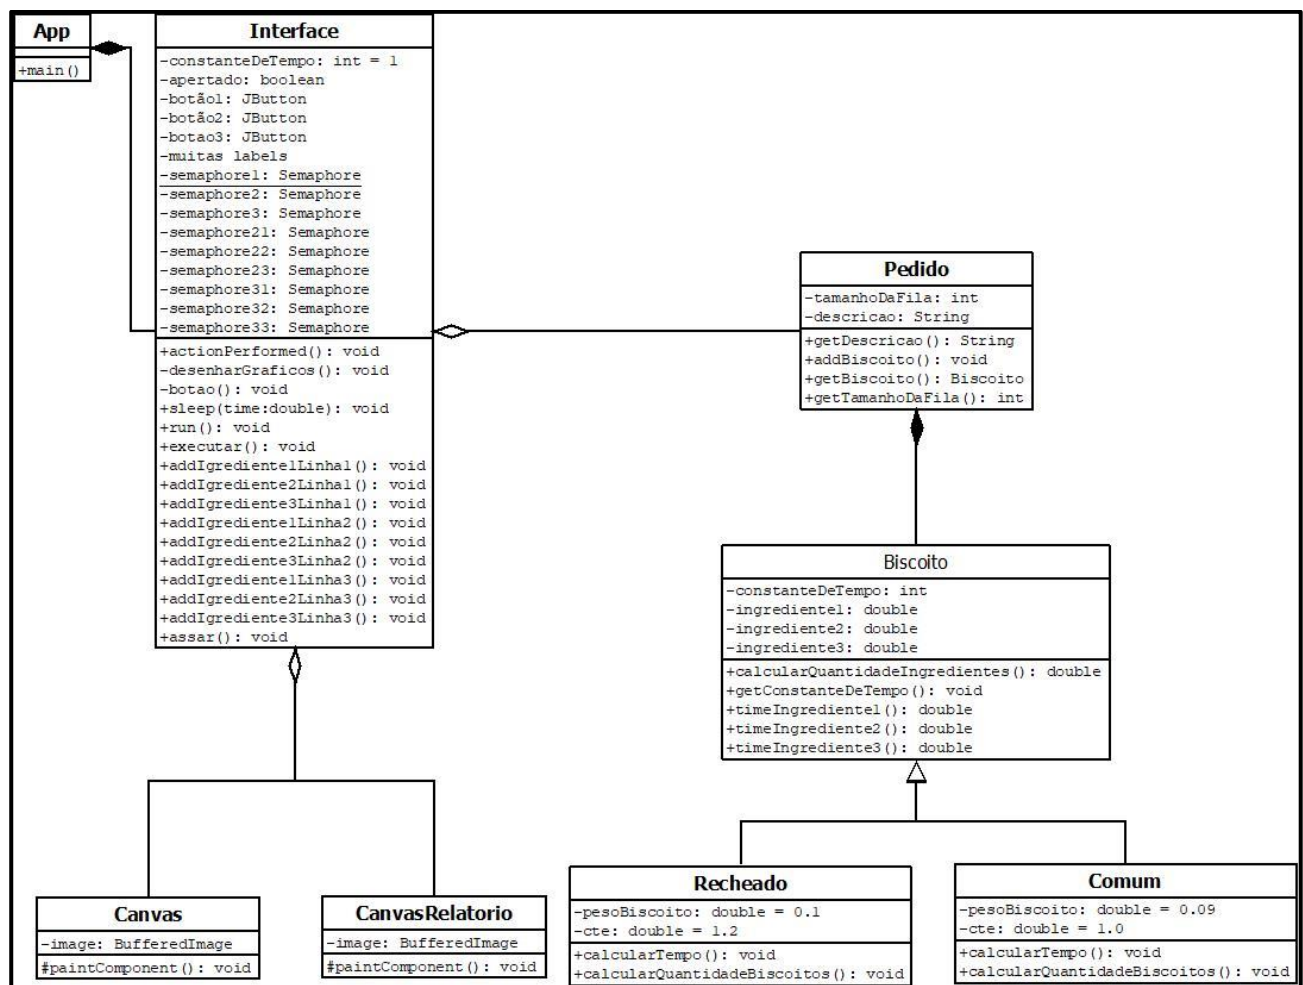 App
+main()
Interface
-constanteDeTempo: int = 1
-apertado: boolean
-botão1: JButton
-botão2: JButton
-botao3: JButton
-muitas labels
-semaphore1: Semaphore
-semaphore2: Semaphore
-semaphore3: Semaphore
-semaphore21: Semaphore
-semaphore22: Semaphore
-semaphore23: Semaphore
-semaphore31: Semaphore
-semaphore32: Semaphore
-semaphore33: Semaphore
+actionPerformed(): void
-desenharGraficos(): void
-botao(): void
+sleep(time:double): void
+run(): void
+executar(): void
+addIgrediente1Linha1(): void
+addIgrediente2Linha1(): void
+addIgrediente3Linha1(): void
+addIgrediente1Linha2(): void
+addIgrediente2Linha2(): void
+addIgrediente3Linha2(): void
+addIgrediente1Linha3(): void
+addIgrediente2Linha3(): void
+addIgrediente3Linha3(): void
+assar(): void
Pedido
-tamanhoDaFila: int
-descricao: String
+getDescricao(): String
+addBiscoito(): void
+getBiscoito(): Biscoito
+getTamanhoDaFila(): int
Biscoito
-constanteDeTempo: int
-ingrediente1: double
-ingrediente2: double
-ingrediente3: double
+calcularQuantidadeIngredientes(): double
+getConstanteDeTempo(): void
+timeIngrediente1(): double
+timeIngrediente2(): double
+timeIngrediente3(): double
Canvas
-image: BufferedImage
#paintComponent(): void
CanvasRelatorio
-image: BufferedImage
#paintComponent(): void
Recheado
-pesoBiscoito: double = 0.1
-cte: double = 1.2
+calcularTempo(): void
+calcularQuantidadeBiscoitos(): void
Comum
-pesoBiscoito: double = 0.09
-cte: double = 1.0
+calcularTempo(): void
+calcularQuantidadeBiscoitos(): void